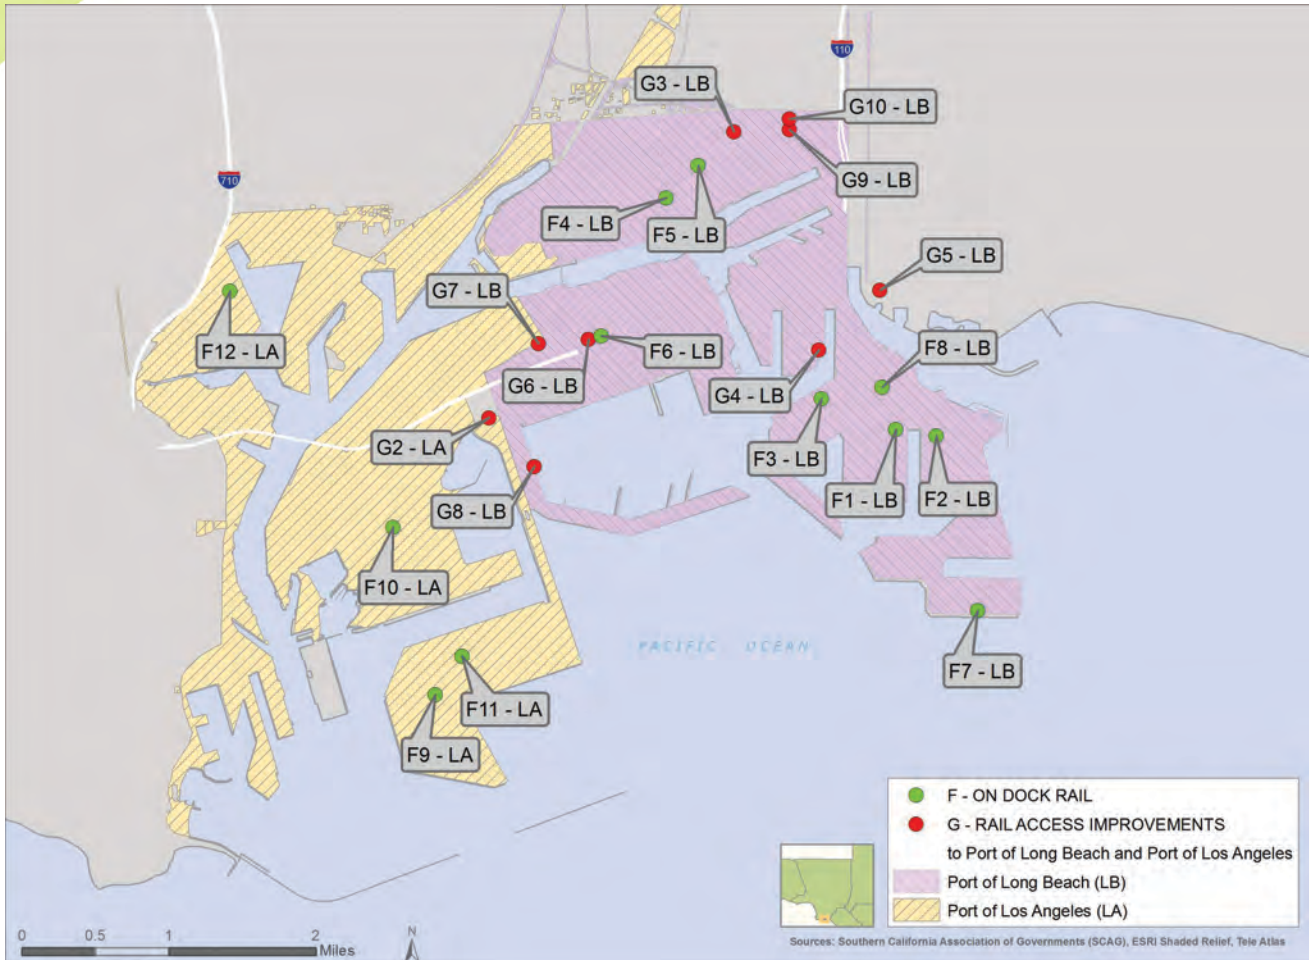 110
G3 - LB
G10 - LB
G9 - LB
710
F4 - LB
F5 - LB
G5 - LB
G7 - LB
F12 - LA
F6 - LB
F8 - LB
G6 - LB
G4 - LB
G2 - LA
F3 - LB
F1 - LB
F2 - LB
G8 - LB
F10 - LA
PACIFIC OCEAN
F7 - LB
F11 - LA
F9 - LA
F - ON DOCK RAIL
G - RAIL ACCESS IMPROVEMENTS
to Port of Long Beach and Port of Los Angeles
Port of Long Beach (LB)
Port of Los Angeles (LA)
N
0 0.5 1 2
Miles
Sources: Southern California Association of Governments (SCAG), ESRI Shaded Relief, Tele Atlas